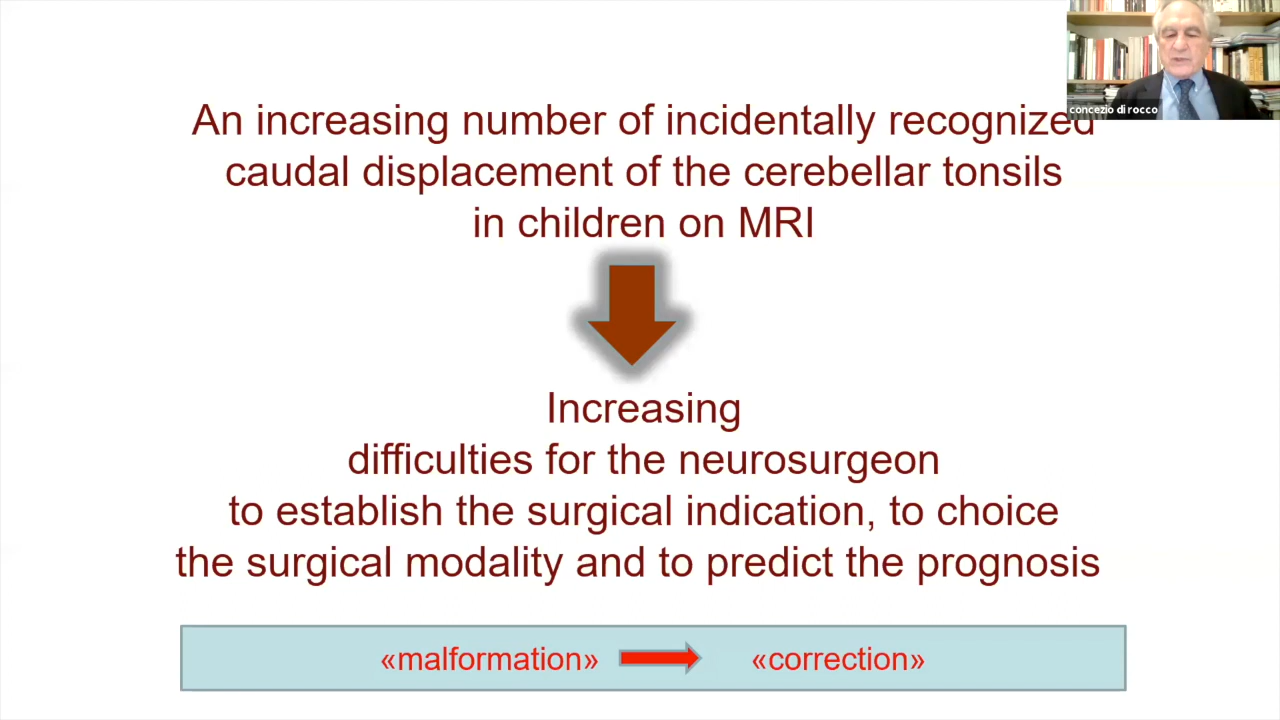 concezio di rocco
An increasing number of incidentally recognized
caudal displacement of the cerebellar tonsils
in children on MRI
Increasing
difficulties for the neurosurgeon
to establish the surgical indication, to choice
the surgical modality and to predict the prognosis
«malformation» «correction»